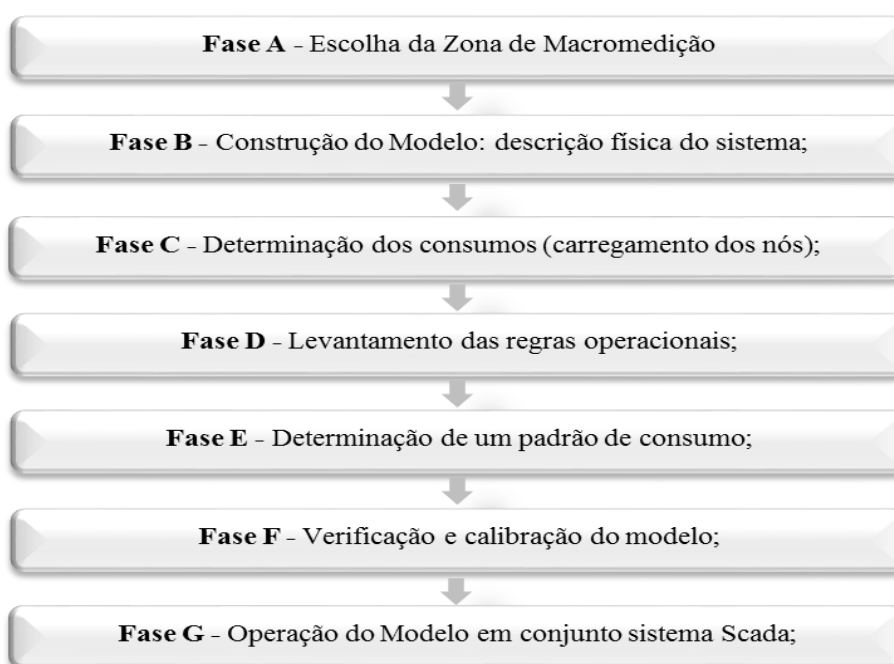 Fase A - Escolha da Zona de Macromedição
Fase B - Construção do Modelo: descrição física do sistema;
Fase C - Determinação dos consumos (carregamento dos nós);
Fase D - Levantamento das regras operacionais;
Fase E - Determinação de um padrão de consumo;
Fase F - Verificação e calibração do modelo;
Fase G - Operação do Modelo em conjunto sistema Scada;